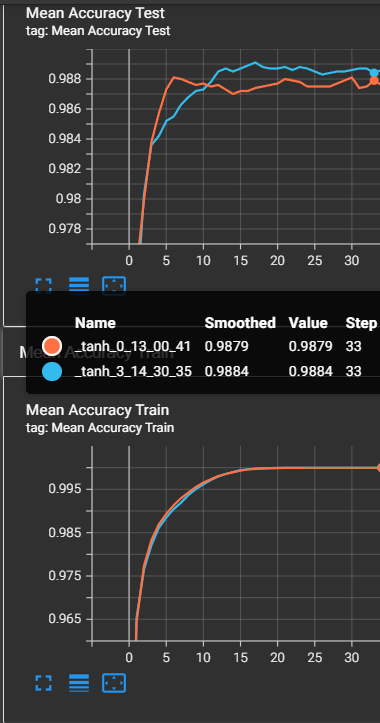 Mean Accuracy Test
tag: Mean Accuracy Test
0.988
0.986
0.984
0.982
0.98
0.978
0 5 10 15 20 25 30
Name Smoothed Value Step
_tanh_0_13_00_41 0.9879 0.9879 33
_tanh_3_14_30_35 0.9884 0.9884 33
Mean Accuracy Train
Mean Accuracy Train
tag: Mean Accuracy Train
0.995
0.985
0.975
0.965
0 5 10 15 20 25 30